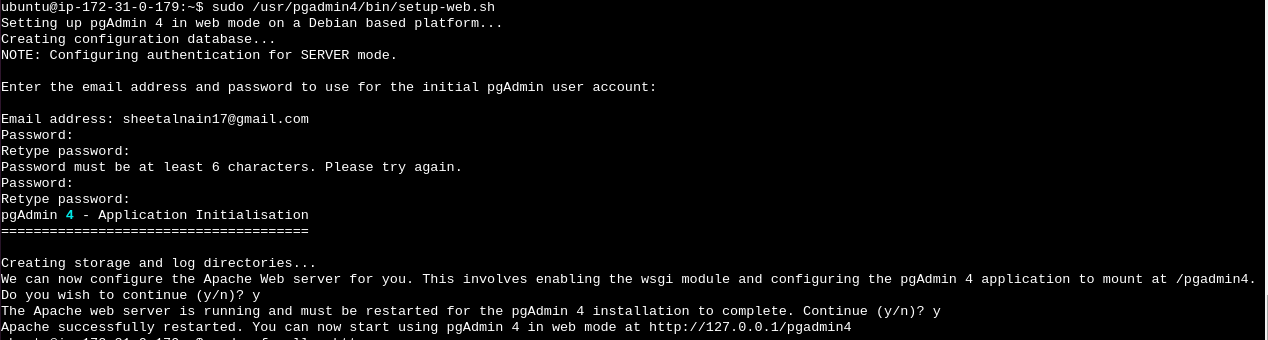 ubuntu@ip-172-31-0-179:~$ sudo /usr/pgadmin4/bin/setup-web.sh
Setting up pgAdmin 4 in web mode on a Debian based platform...
Creating configuration database...
NOTE: Configuring authentication for SERVER mode.
Enter the email address and password to use for the initial pgAdmin user account:
Email address: sheetalnain17@gmail.com
Password:
Retype password:
Password must be at least 6 characters. Please try again.
Password:
Retype password:
pgAdmin 4 - Application Initialisation
======================================
Creating storage and log directories...
We can now configure the Apache Web server for you. This involves enabling the wsgi module and configuring the pgAdmin 4 application to mount at /pgadmin4.
Do you wish to continue (y/n)? y
The Apache web server is running and must be restarted for the pgAdmin 4 installation to complete. Continue (y/n)? y
Apache successfully restarted. You can now start using pgAdmin 4 in web mode at http://127.0.0.1/pgadmin4